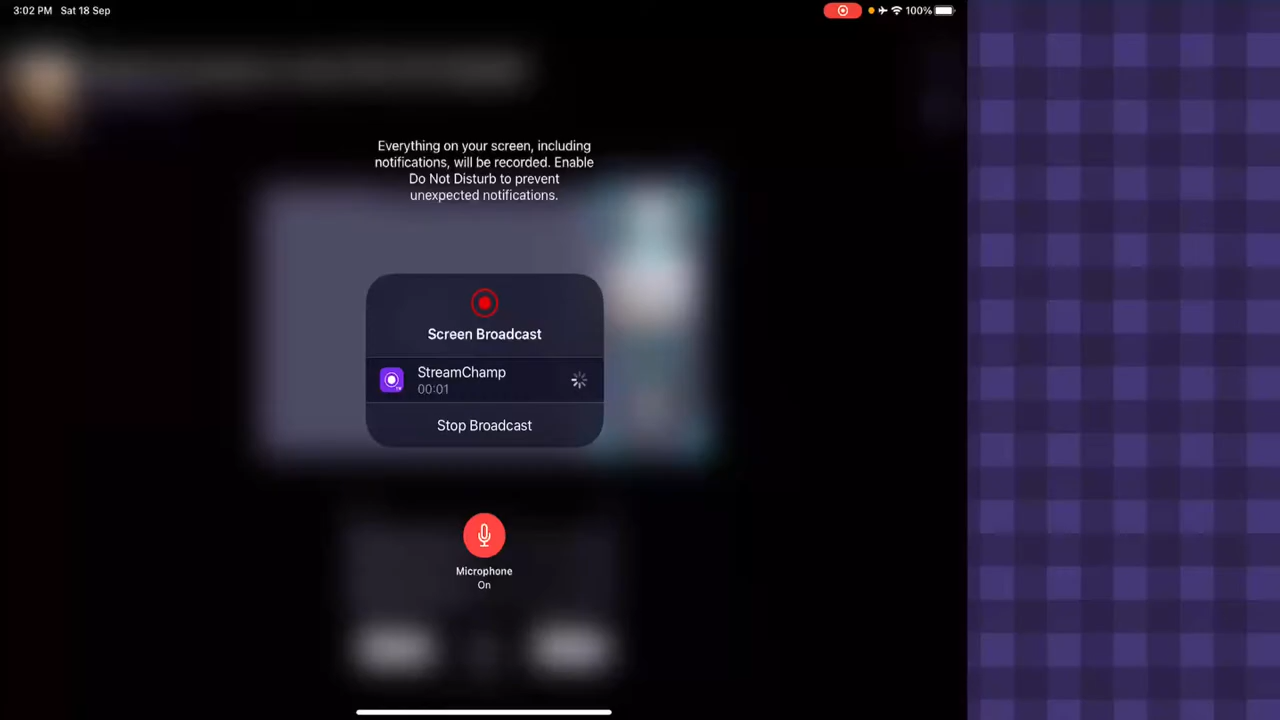 3:02 PM Sat 18 Sep
100%
Everything on your screen, including
notifications, will be recorded. Enable
Do Not Disturb to prevent
unexpected notifications.
Screen Broadcast
StreamChamp
00:01
Stop Broadcast
Microphone
On